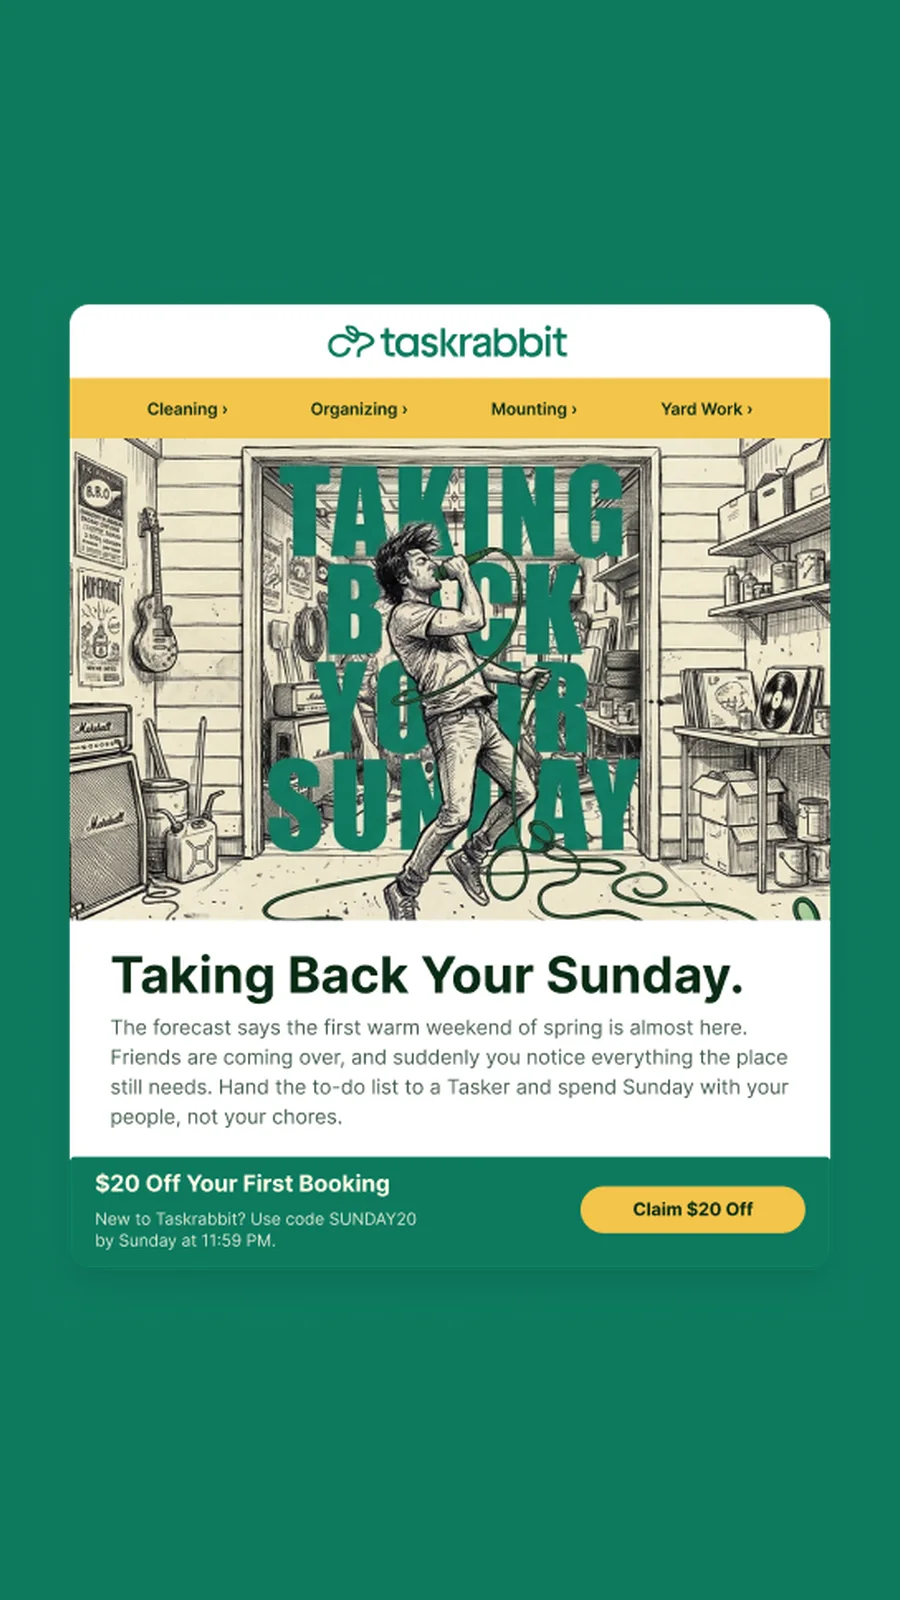 taskrabbit
Cleaning ›
Organizing ›
Mounting ›
Yard Work ›
B.B.Q
TAKING
BACK
YOUR
SUNDAY
Marshall
Marshall
LP
Taking Back Your Sunday.
The forecast says the first warm weekend of spring is almost here.
Friends are coming over, and suddenly you notice everything the place
still needs. Hand the to-do list to a Tasker and spend Sunday with your
people, not your chores.
$20 Off Your First Booking
New to Taskrabbit? Use code SUNDAY20
by Sunday at 11:59 PM.
Claim $20 Off